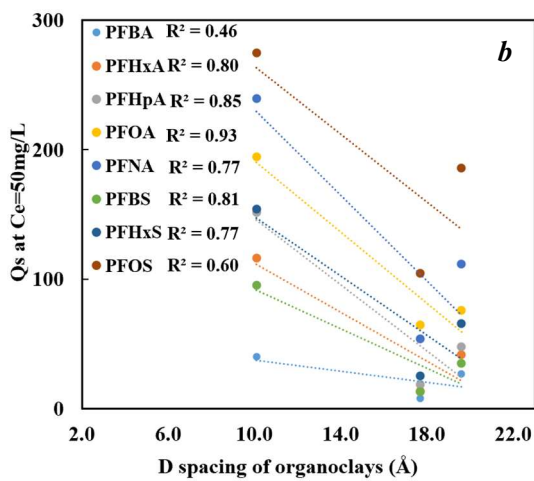 300
b
PFBA R² = 0.46
PFHxA R² = 0.80
PFHpA R² = 0.85
PFOA R² = 0.93
200
PFNA R² = 0.77
PFBS R² = 0.81
PFHxS R² = 0.77
PFOS R² = 0.60
100
0
Qs at Ce=50mg/L
2.0 6.0 10.0 14.0 18.0 22.0
D spacing of organoclays (Å)